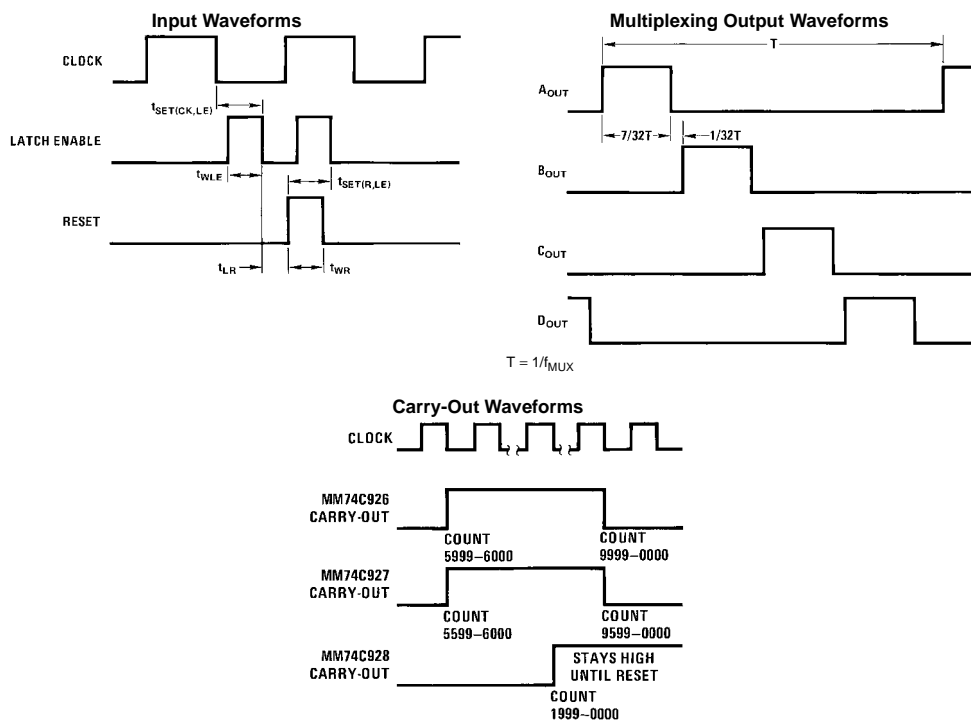 Input Waveforms
CLOCK
tSET(CK,LE)
LATCH ENABLE
tWLE
tSET(R,LE)
RESET
tLR
tWR
Multiplexing Output Waveforms
T
AOUT
7/32T
1/32T
BOUT
COUT
DOUT
T = 1/fMUX
Carry-Out Waveforms
CLOCK
MM74C926
CARRY-OUT
COUNT
5999–6000
COUNT
9999–0000
MM74C927
CARRY-OUT
COUNT
5599–6000
COUNT
9599–0000
MM74C928
CARRY-OUT
STAYS HIGH
UNTIL RESET
COUNT
1999–0000